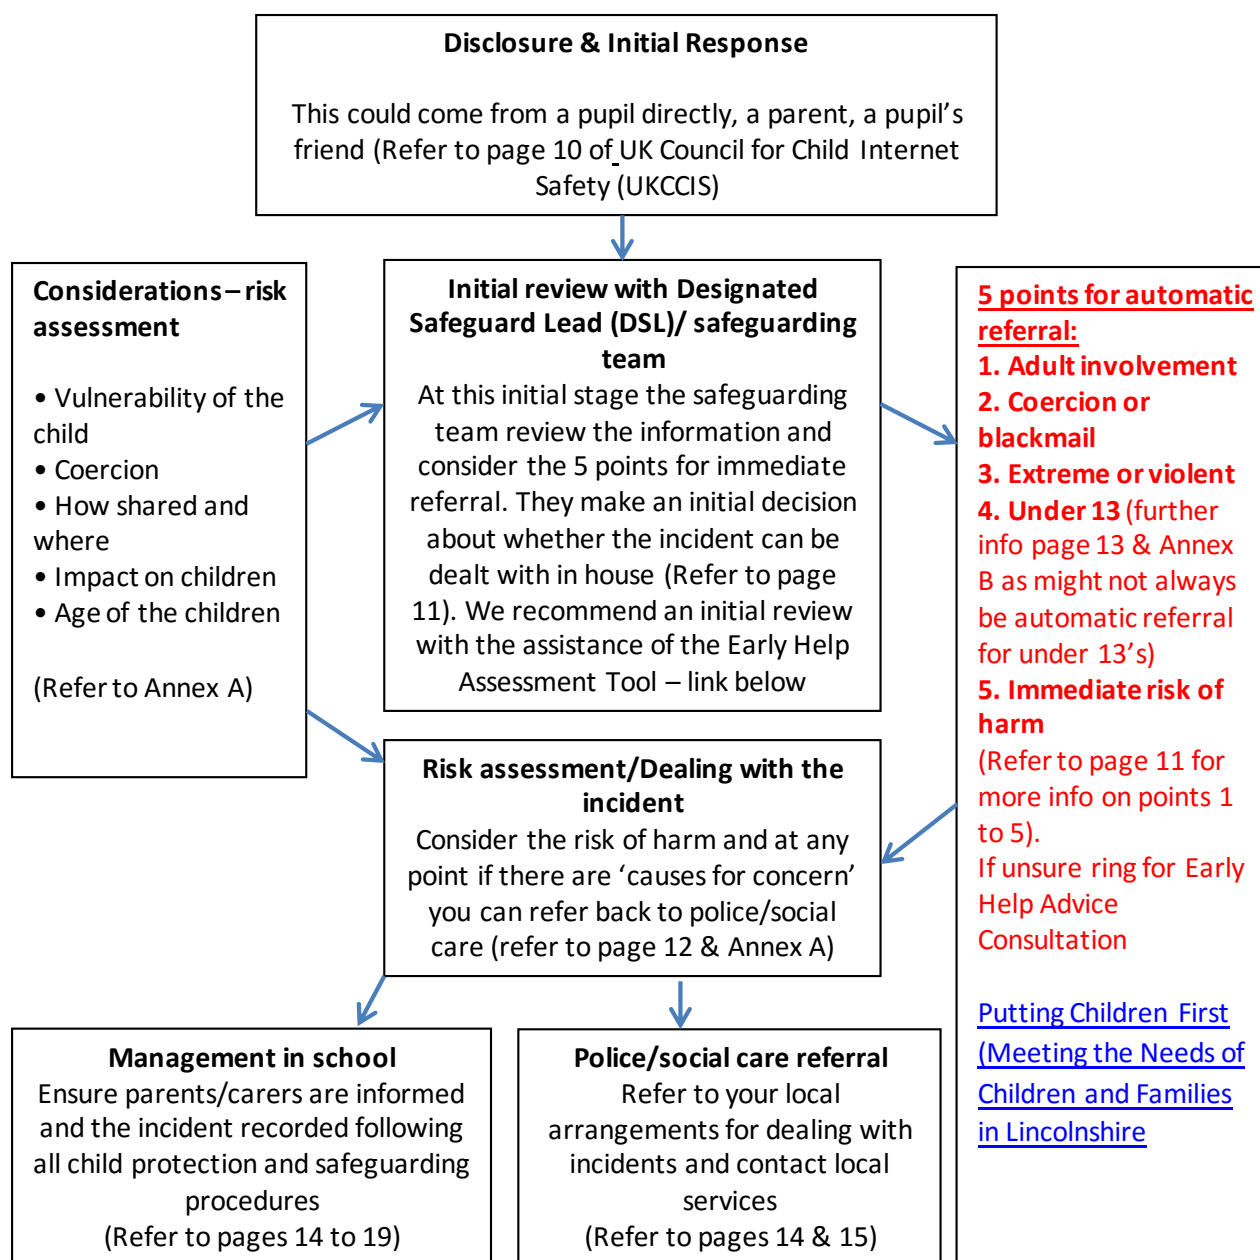 Disclosure & Initial Response
This could come from a pupil directly, a parent, a pupil’s
friend (Refer to page 10 of UK Council for Child Internet
Safety (UKCCIS)
Considerations – risk
assessment
• Vulnerability of the
child
• Coercion
• How shared and
where
• Impact on children
• Age of the children
(Refer to Annex A)
Initial review with Designated
Safeguard Lead (DSL)/ safeguarding
team
At this initial stage the safeguarding
team review the information and
consider the 5 points for immediate
referral. They make an initial decision
about whether the incident can be
dealt with in house (Refer to page
11). We recommend an initial review
with the assistance of the Early Help
Assessment Tool – link below
5 points for automatic
referral:
1. Adult involvement
2. Coercion or
blackmail
3. Extreme or violent
4. Under 13 (further
info page 13 & Annex
B as might not always
be automatic referral
for under 13’s)
5. Immediate risk of
harm
(Refer to page 11 for
more info on points 1
to 5).
If unsure ring for Early
Help Advice
Consultation
Putting Children First
(Meeting the Needs of
Children and Families
in Lincolnshire
Risk assessment/Dealing with the
incident
Consider the risk of harm and at any
point if there are ‘causes for concern’
you can refer back to police/social
care (refer to page 12 & Annex A)
Management in school
Ensure parents/carers are informed
and the incident recorded following
all child protection and safeguarding
procedures
(Refer to pages 14 to 19)
Police/social care referral
Refer to your local
arrangements for dealing with
incidents and contact local
services
(Refer to pages 14 & 15)